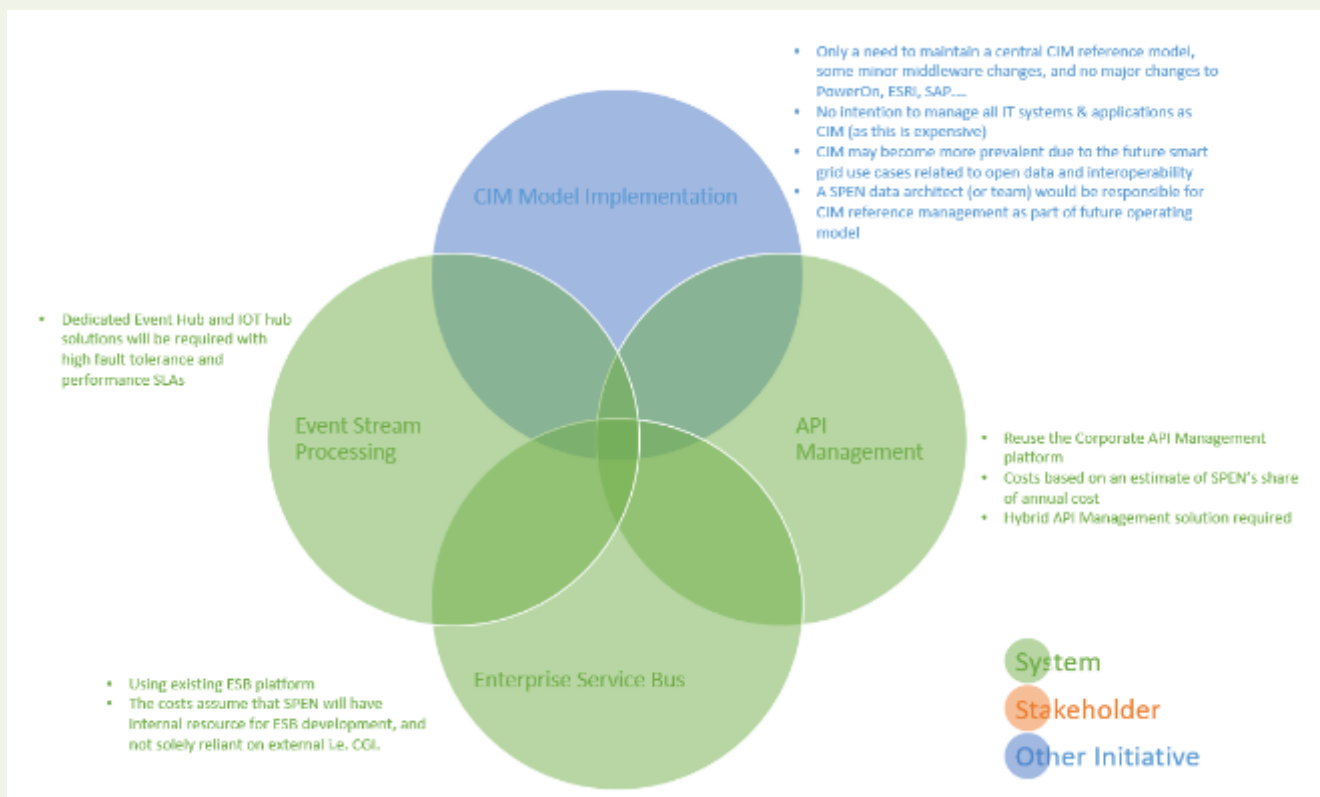 • Only a need to maintain a central CIM reference model,
some minor middleware changes, and no major changes to
PowerOn, ESRI, SAP....
• No intention to manage all IT systems & applications as
CIM (as this is expensive)
• CIM may become more prevalent due to the future smart
grid use cases related to open data and interoperability
• A SPEN data architect (or team) would be responsible for
CIM reference management as part of future operating
model
CIM Model Implementation
• Dedicated Event Hub and IOT hub
solutions will be required with
high fault tolerance and
performance SLAs
Event Stream
Processing
API
Management
• Reuse the Corporate API Management
platform
• Costs based on an estimate of SPEN's share
of annual cost
• Hybrid API Management solution required
Enterprise Service Bus
• Using existing ESB platform
• The costs assume that SPEN will have
internal resource for ESB development, and
not solely reliant on external i.e. CGI.
System
Stakeholder
Other Initiative